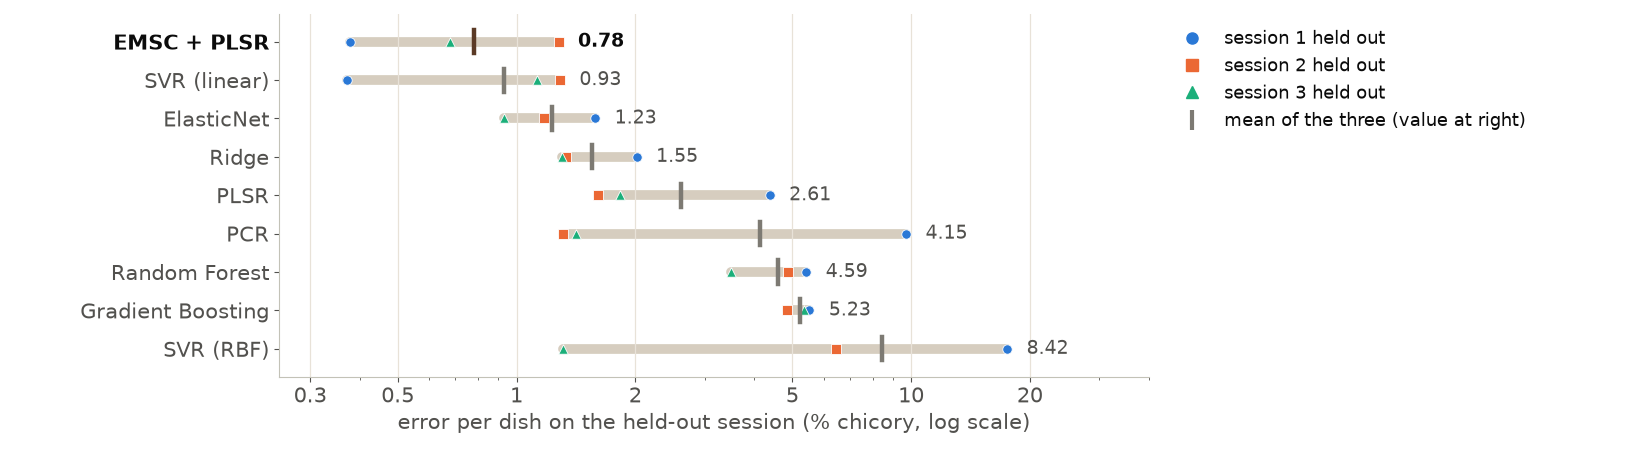 EMSC + PLSR 0.78
SVR (linear) 0.93
ElasticNet 1.23
Ridge 1.55
PLSR 2.61
PCR 4.15
Random Forest 4.59
Gradient Boosting 5.23
SVR (RBF) 8.42
0.3 0.5 1 2 5 10 20
error per dish on the held-out session (% chicory, log scale)
session 1 held out
session 2 held out
session 3 held out
mean of the three (value at right)